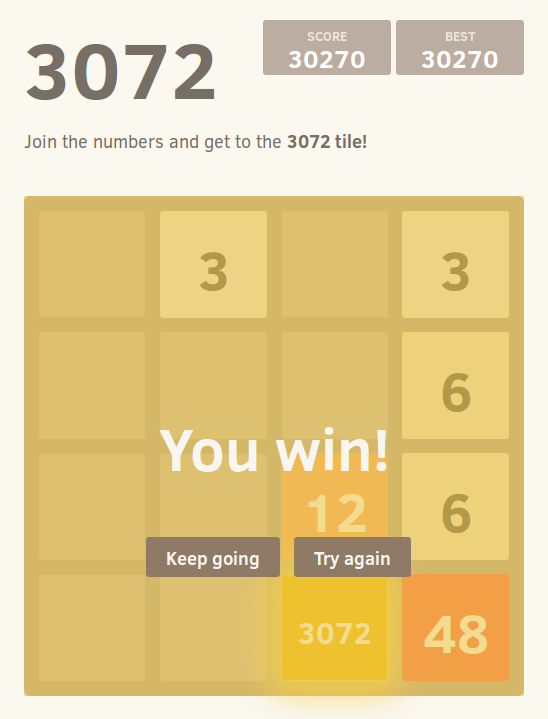 3072
SCORE
30270
BEST
30270
Join the numbers and get to the 3072 tile!
3
3
6
You win!
12
6
Keep going
Try again
3072
48